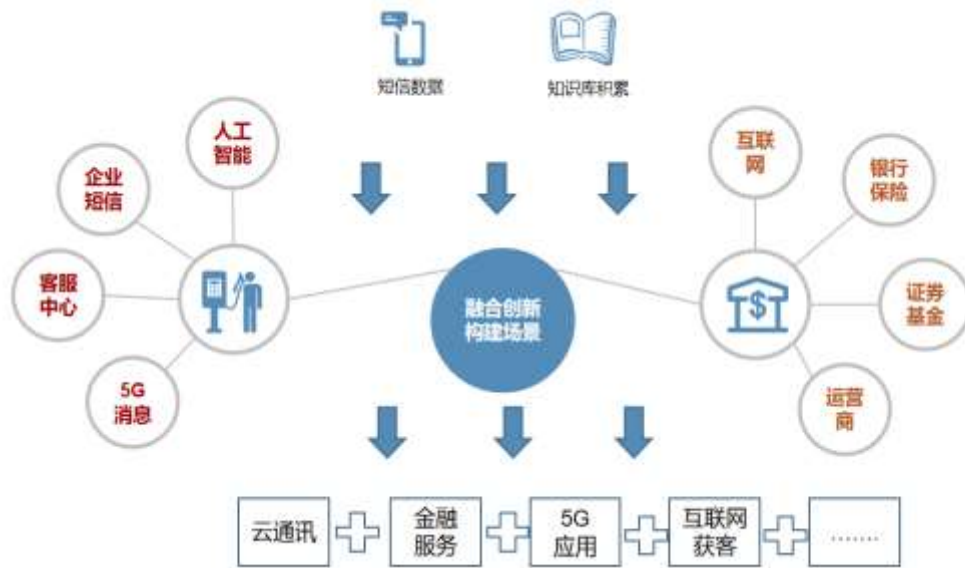 短信数据
知识库积累
人工
智能
企业
短信
客服
中心
5G
消息
融合创新
构建场景
$
互联
网
银行
保险
证券
基金
运营
商
云通讯
金融
服务
5G
应用
互联网
获客
.......